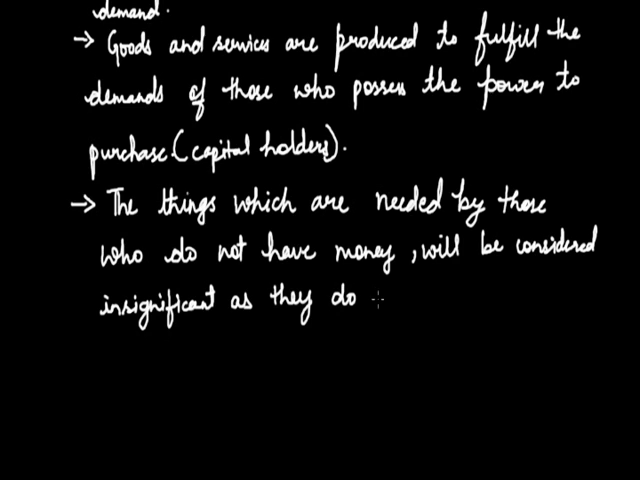 demand.
→ Goods and services are produced to fulfill the
demands of those who possess the power to
purchase.(capital holders).
→ The things which are needed by those
who do not have money, will be considered
insignificant as they do